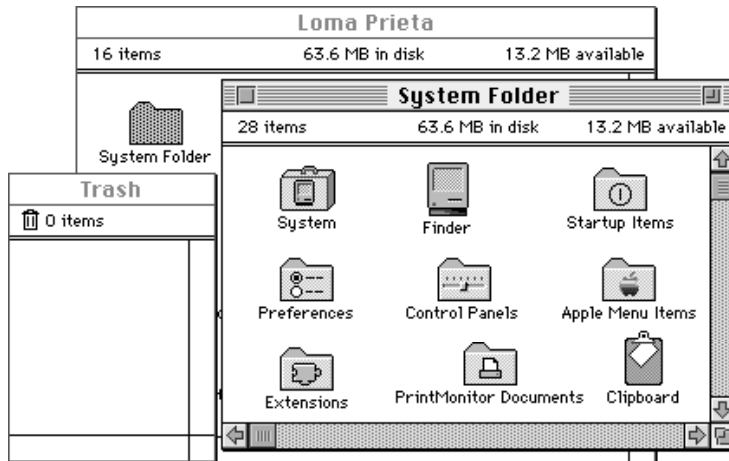 Loma Prieta
16 items 63.6 MB in disk 13.2 MB available
System Folder
System Folder
28 items 63.6 MB in disk 13.2 MB available
Trash
0 items
System Finder Startup Items
Preferences Control Panels Apple Menu Items
Extensions PrintMonitor Documents Clipboard